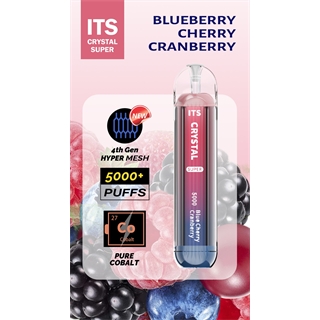 ITS
CRYSTAL
SUPER
BLUEBERRY
CHERRY
CRANBERRY
NEW
4th Gen
HYPER MESH
5000+
PUFFS
27
Co
Cobalt
PURE
COBALT
ITS
CRYSTAL
SUPER
5000
Blue Cherry
Cranberry